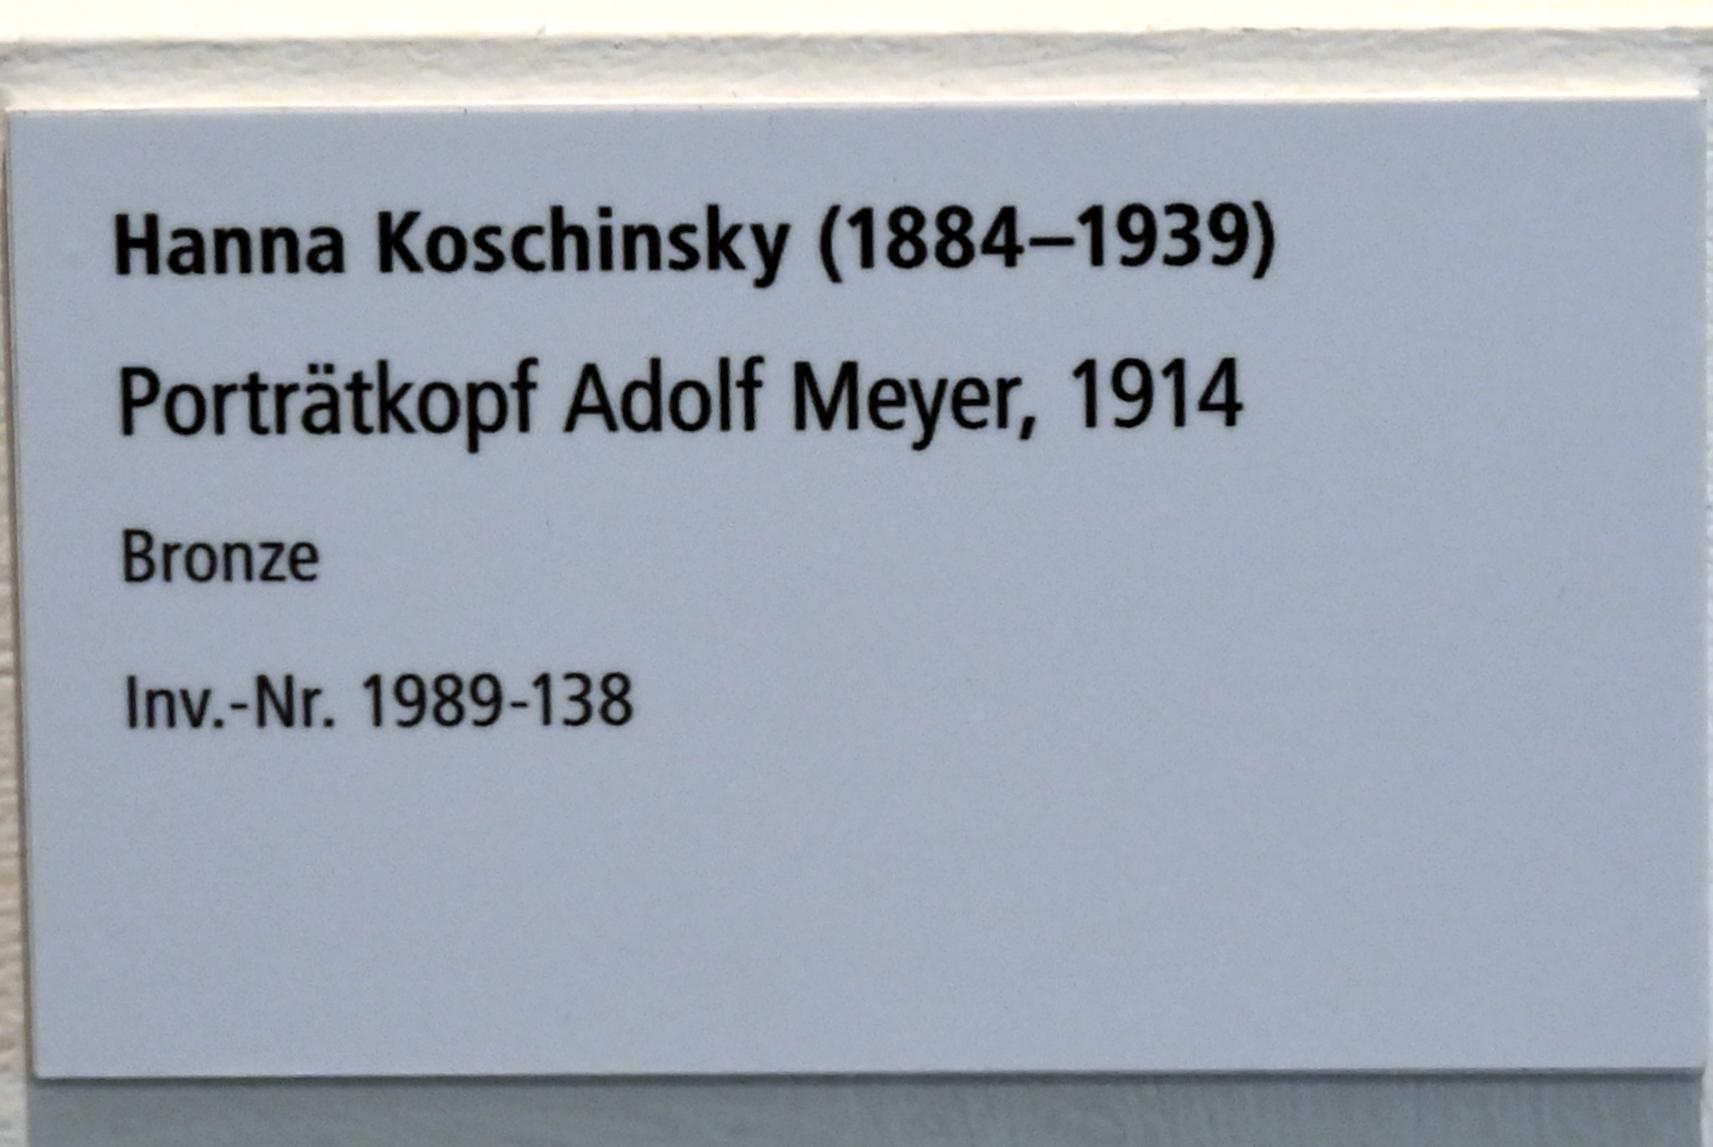 Hanna Koschinsky (1884–1939)
Porträtkopf Adolf Meyer, 1914
Bronze
Inv.-Nr. 1989-138